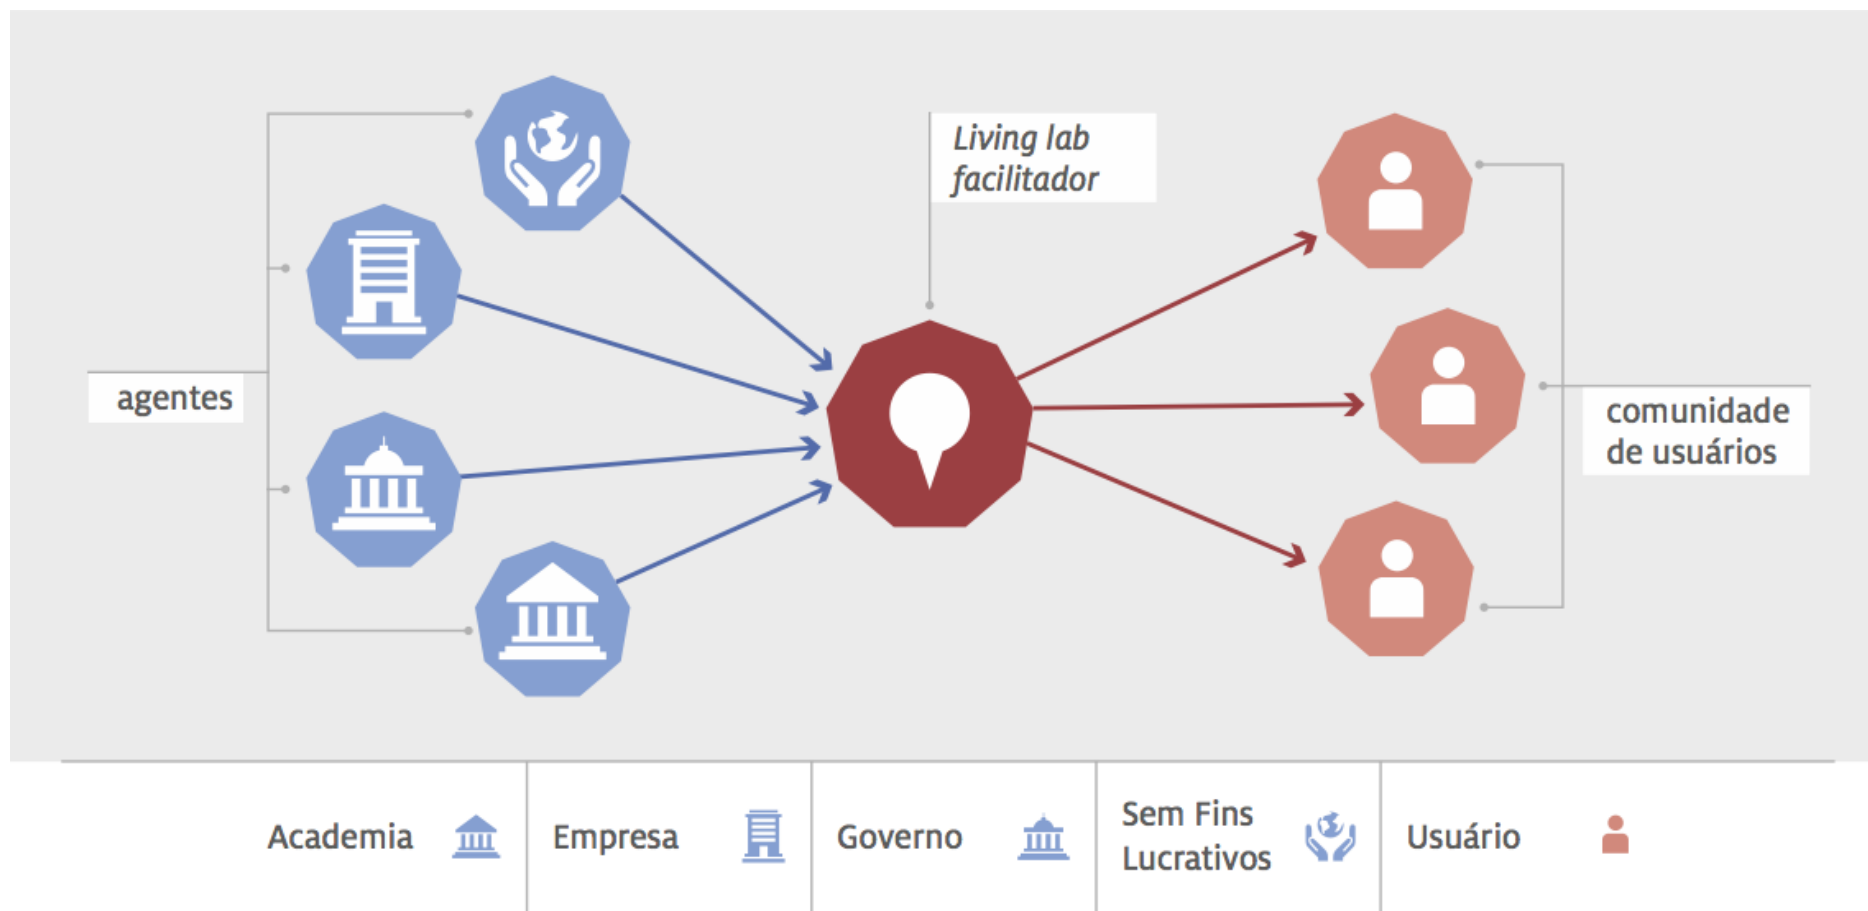 Living lab
facilitador
agentes
comunidade
de usuários
Academia
Empresa
Governo
Sem Fins
Lucrativos
Usuário